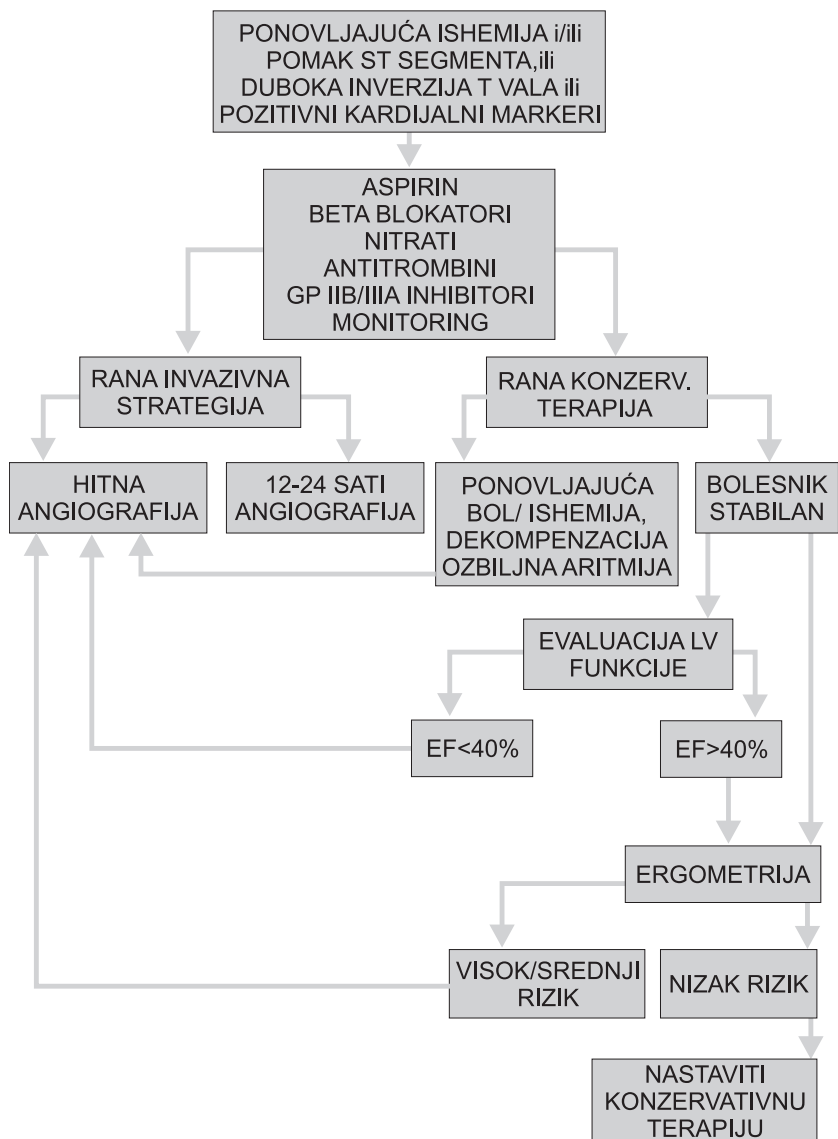 PONOVLJAJUĆA ISHEMIJA i/ili
POMAK ST SEGMENTA,ili
DUBOKA INVERZIJA T VALA ili
POZITIVNI KARDIJALNI MARKERI
ASPIRIN
BETA BLOKATORI
NITRATI
ANTITROMBINI
GP IIB/IIIA INHIBITORI
MONITORING
RANA INVAZIVNA
STRATEGIJA
RANA KONZERV.
TERAPIJA
HITNA
ANGIOGRAFIJA
12-24 SATI
ANGIOGRAFIJA
PONOVLJAJUĆA
BOL/ ISHEMIJA,
DEKOMPENZACIJA
OZBILJNA ARITMIJA
BOLESNIK
STABILAN
EVALUACIJA LV
FUNKCIJE
EF<40%
EF>40%
ERGOMETRIJA
VISOK/SREDNJI
RIZIK
NIZAK RIZIK
NASTAVITI
KONZERVATIVNU
TERAPIJU